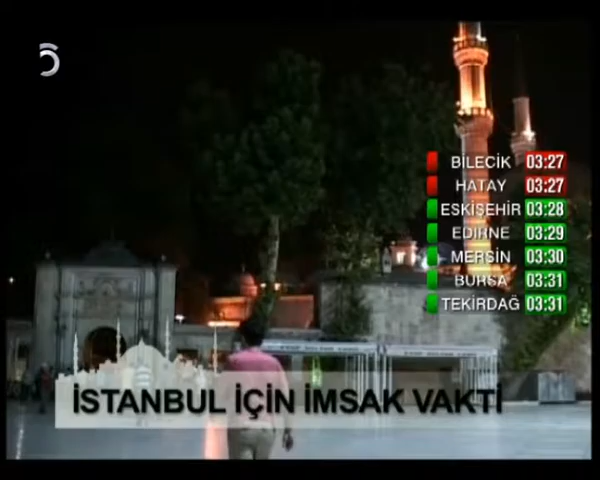 BİLECİK 03:27
HATAY 03:27
ESKİŞEHİR 03:28
EDİRNE 03:29
MERSİN 03:30
BURSA 03:31
TEKİRDAĞ 03:31
İSTANBUL İÇİN İMSAK VAKTİ